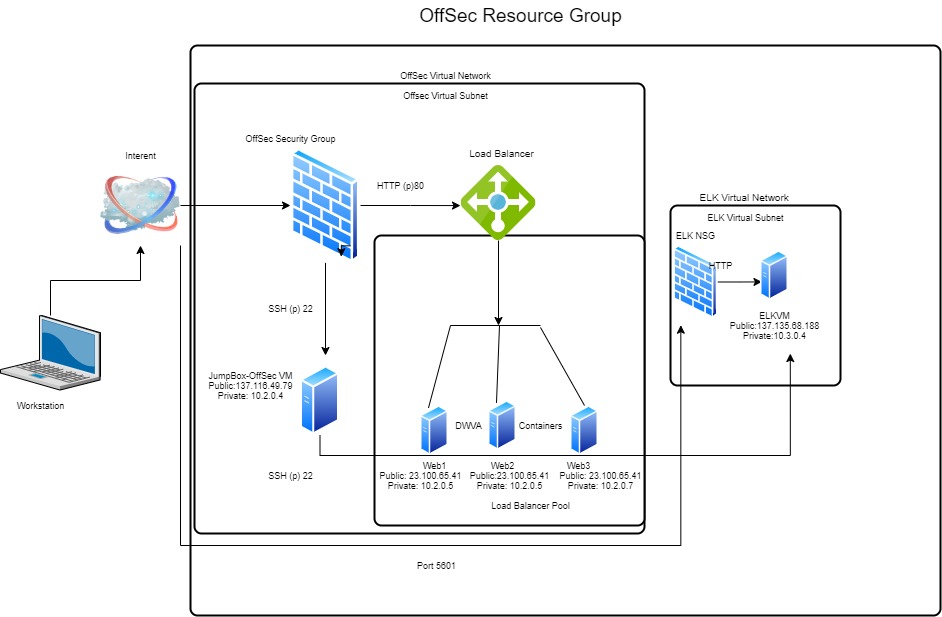 OffSec Resource Group
OffSec Virtual Network
Offsec Virtual Subnet
OffSec Security Group
Interent
HTTP (p)80
Load Balancer
ELK Virtual Network
ELK Virtual Subnet
ELK NSG
HTTP
ELKVM
Public:137.135.68.188
Private:10.3.0.4
SSH (p) 22
JumpBox-OffSec VM
Public:137.116.49.79
Private: 10.2.0.4
Workstation
DWVA
Containers
SSH (p) 22
Web1
Public: 23.100.65.41
Private: 10.2.0.5
Web2
Public:23.100.65.41
Private: 10.2.0.5
Web3
Public: 23.100.65.41
Private: 10.2.0.7
Load Balancer Pool
Port 5601